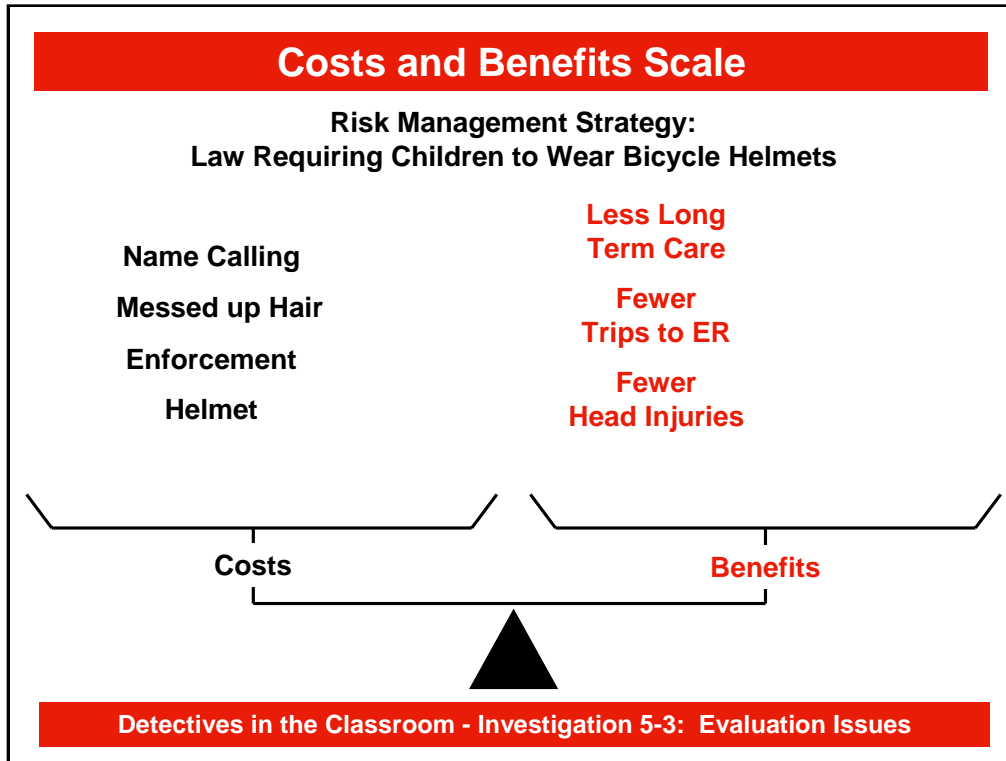 Costs and Benefits Scale
Risk Management Strategy:
Law Requiring Children to Wear Bicycle Helmets
Name Calling
Messed up Hair
Enforcement
Helmet
Less Long
Term Care
Fewer
Trips to ER
Fewer
Head Injuries
Costs
Benefits
Detectives in the Classroom - Investigation 5-3:  Evaluation Issues